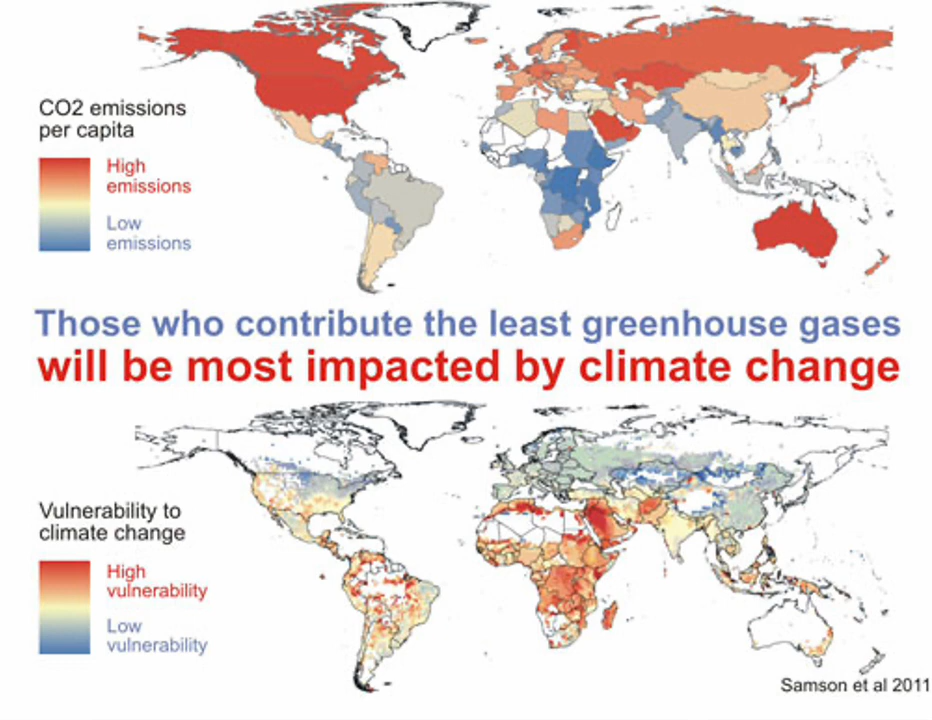 CO2 emissions
per capita
High
emissions
Low
emissions
Those who contribute the least greenhouse gases
will be most impacted by climate change
Vulnerability to
climate change
High
vulnerability
Low
vulnerability
Samson et al 2011